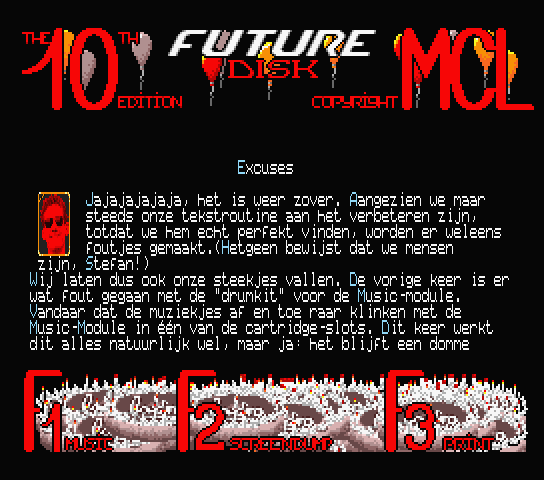 THE 10TH EDITION
FUTURE DISK
COPYRIGHT MCL
Excuses
Jajajajajaja, het is weer zover. Aangezien we maar
steeds onze tekstroutine aan het verbeteren zijn,
totdat we hem echt perfekt vinden, worden er weleens
foutjes gemaakt.(Hetgeen bewijst dat we mensen
zijn, Stefan!)
Wij laten dus ook onze steekjes vallen. De vorige keer is er
wat fout gegaan met de "drumkit" voor de Music-module.
Vandaar dat de muziekjes af en toe raar klinken met de
Music-Module in één van de cartridge-slots. Dit keer werkt
dit alles natuurlijk wel, maar ja: het blijft een domme
F1 MUSIC
F2 SCREENDUMP
F3 PRINT